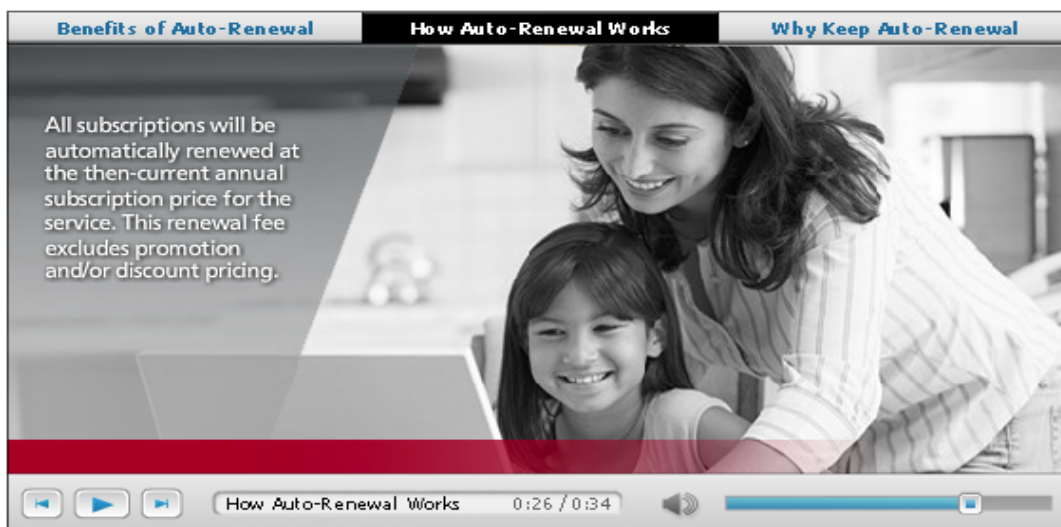 Benefits of Auto-Renewal
How Auto-Renewal Works
Why Keep Auto-Renewal
All subscriptions will be
automatically renewed at
the then-current annual
subscription price for the
service. This renewal fee
excludes promotion
and/or discount pricing.
How Auto-Renewal Works 0:26 / 0:34